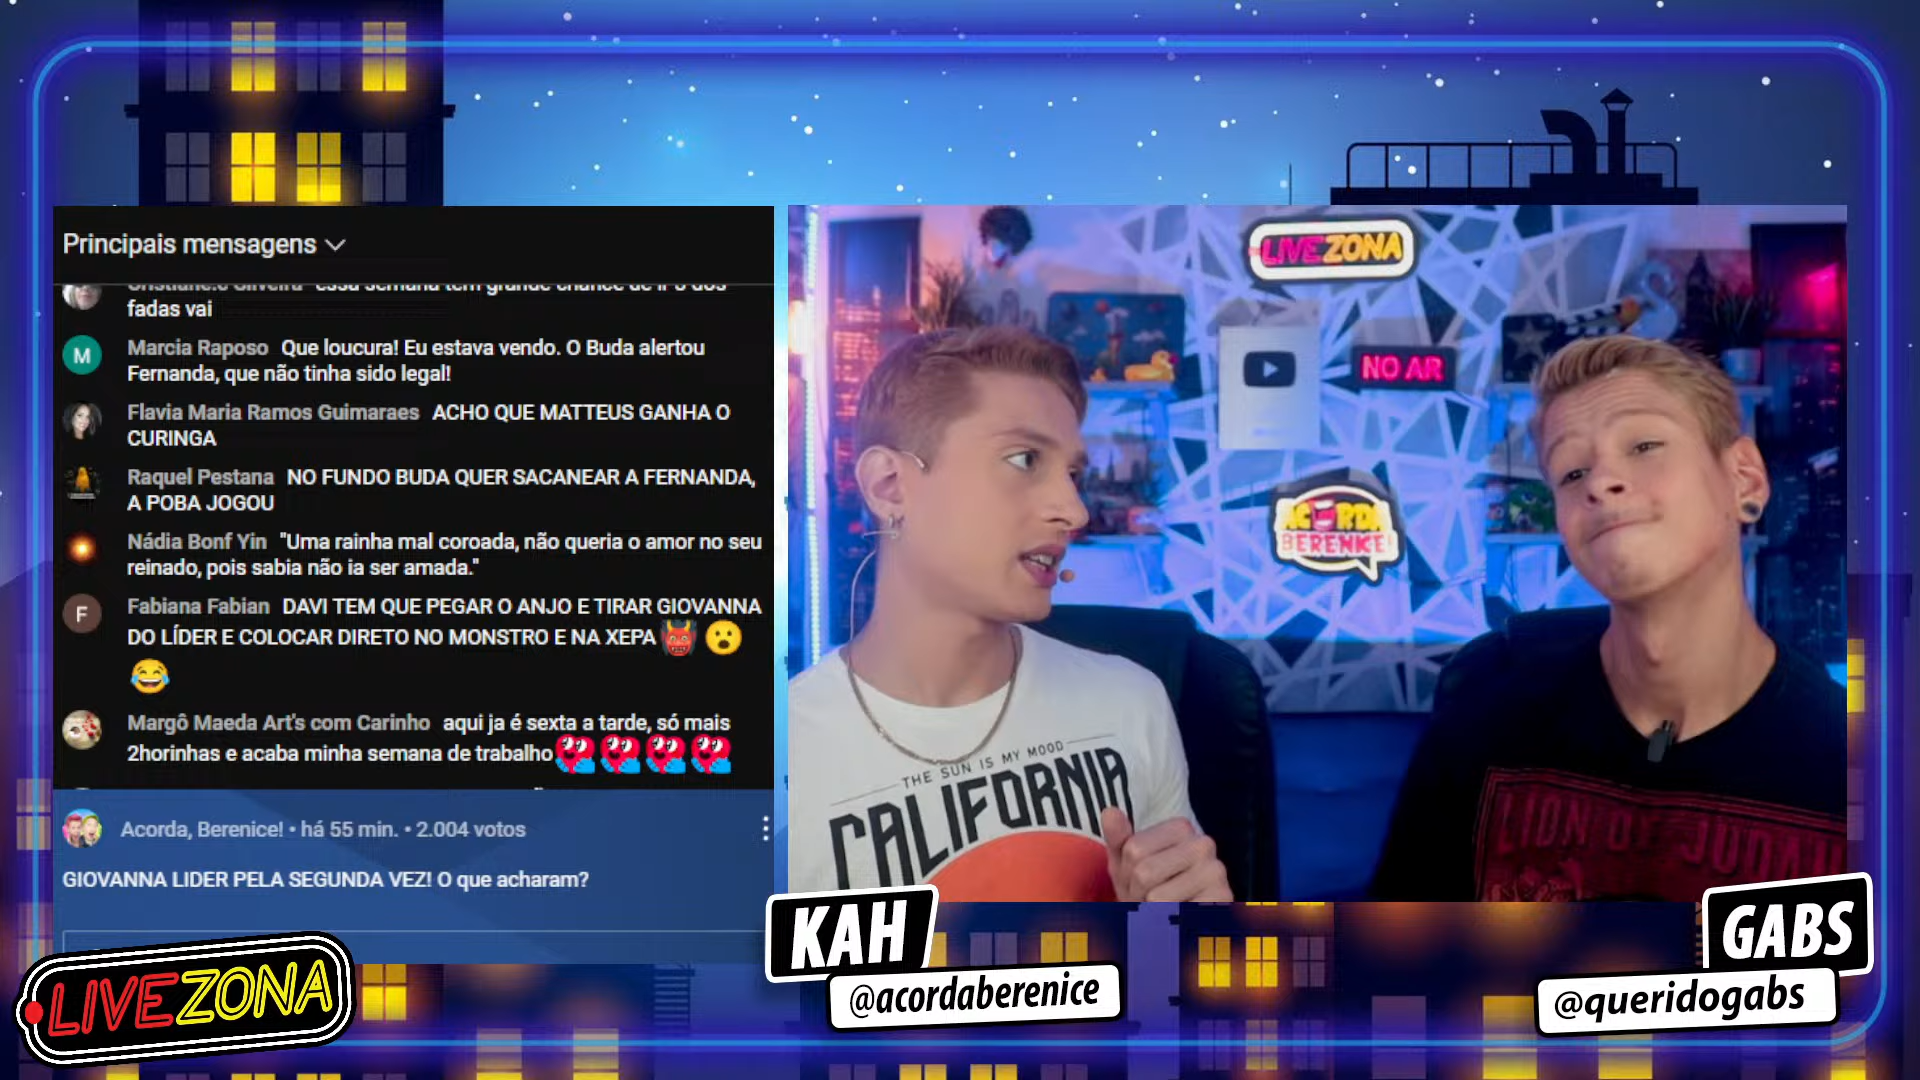 Principais mensagens
fadas vai
Marcia Raposo Que loucura! Eu estava vendo. O Buda alertou
Fernanda, que não tinha sido legal!
Flavia Maria Ramos Guimaraes ACHO QUE MATTEUS GANHA O
CURINGA
Raquel Pestana NO FUNDO BUDA QUER SACANEAR A FERNANDA,
A POBA JOGOU
Nádia Bonf Yin "Uma rainha mal coroada, não queria o amor no seu
reinado, pois sabia não ia ser amada."
Fabiana Fabian DAVI TEM QUE PEGAR O ANJO E TIRAR GIOVANNA
DO LÍDER E COLOCAR DIRETO NO MONSTRO E NA XEPA👹😮
😂
Margô Maeda Art's com Carinho aqui ja é sexta a tarde, só mais
2horinhas e acaba minha semana de trabalho
Acorda, Berenice! • há 55 min. • 2.004 votos
GIOVANNA LIDER PELA SEGUNDA VEZ! O que acharam?
LIVEZONA
LIVEZONA
NO AR
ACORDA
BERENICE!
THE SUN IS MY MOOD
CALIFORNIA
LION OF JUDAH
KAH
@acordaberenice
GABS
@queridogabs
M
F